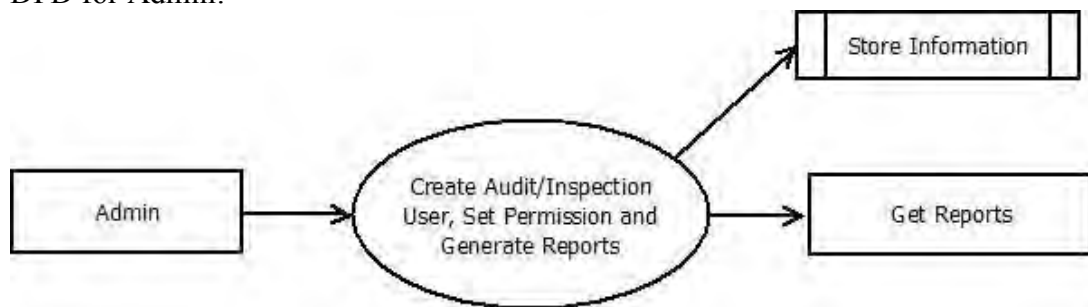 DFD for Admin:
Store Information
Admin
Create Audit/Inspection
User, Set Permission and
Generate Reports
Get Reports